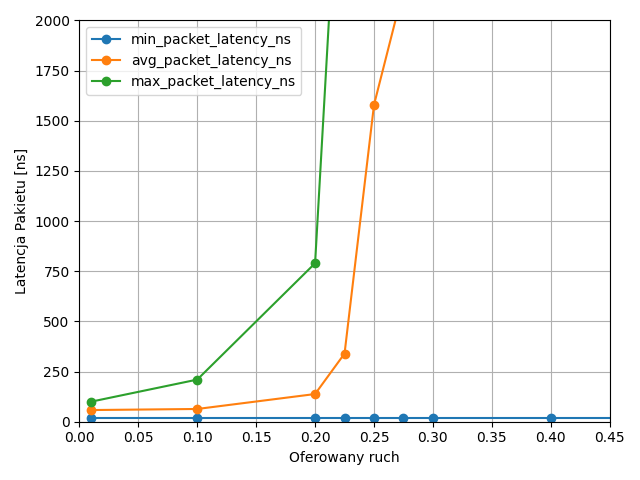 2000
1750
1500
1250
1000
750
500
250
0
Latencja Pakietu [ns]
min_packet_latency_ns
avg_packet_latency_ns
max_packet_latency_ns
0.00 0.05 0.10 0.15 0.20 0.25 0.30 0.35 0.40 0.45
Oferowany ruch